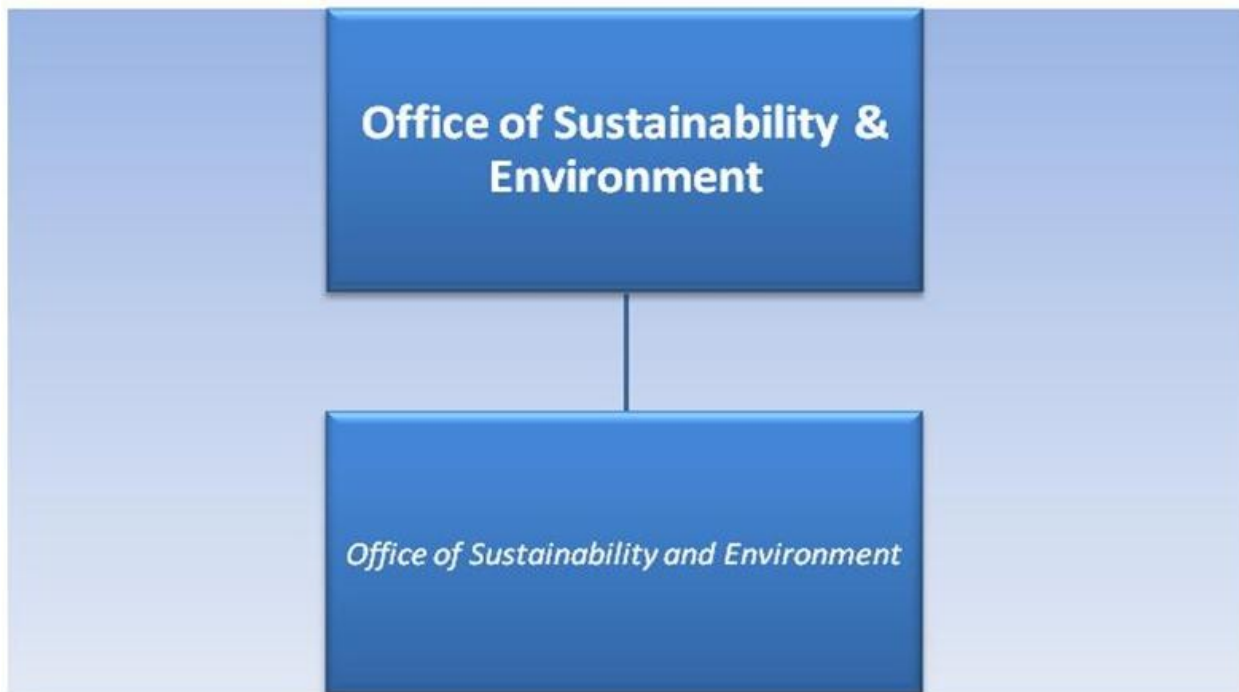 Office of Sustainability &
Environment
Office of Sustainability and Environment